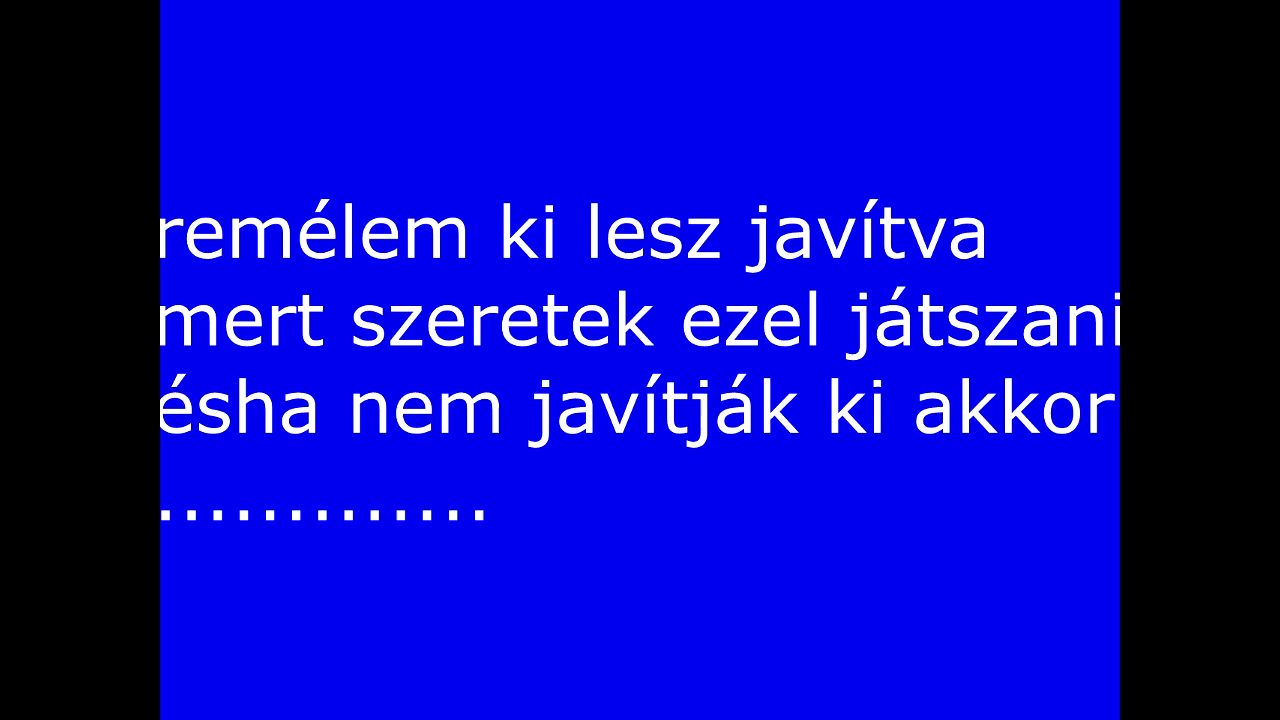 remélem ki lesz javítva
mert szeretek ezel játszani
ésha nem javítják ki akkor
.............